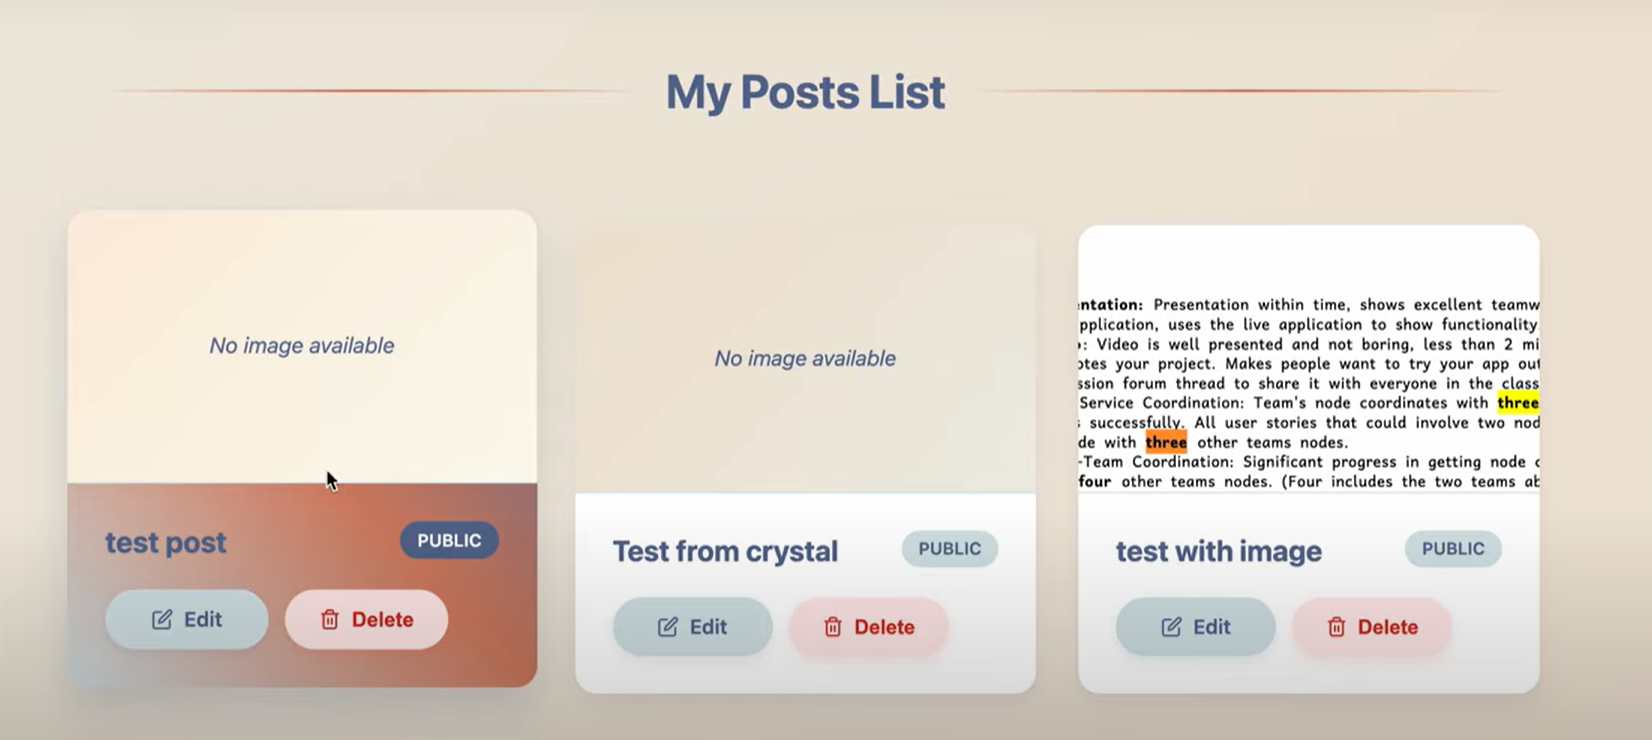 My Posts List
No image available
test post
PUBLIC
Edit
Delete
No image available
Test from crystal
PUBLIC
Edit
Delete
ntation: Presentation within time, shows excellent teamw
pplication, uses the live application to show functionality
: Video is well presented and not boring, less than 2 mi
otes your project. Makes people want to try your app out
ssion forum thread to share it with everyone in the class
Service Coordination: Team's node coordinates with three
successfully. All user stories that could involve two nod
de with three other teams nodes.
-Team Coordination: Significant progress in getting node
four other teams nodes. (Four includes the two teams ab
test with image
PUBLIC
Edit
Delete